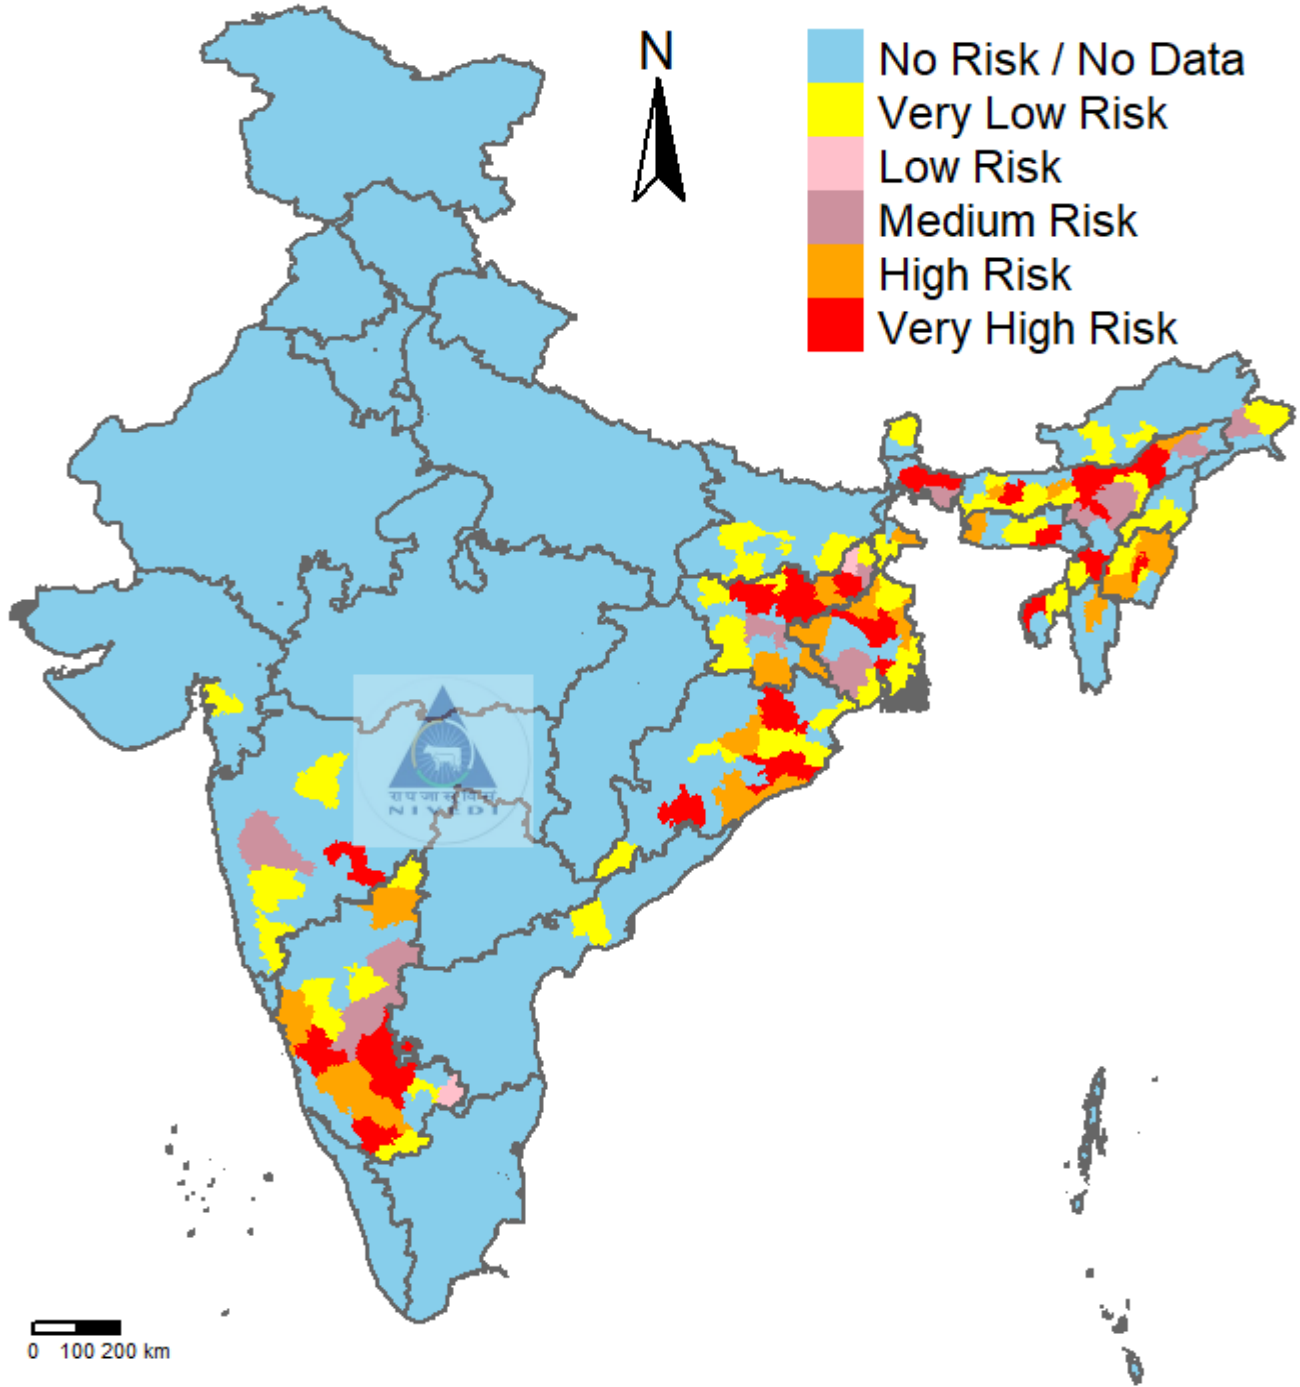 N
No Risk / No Data
Very Low Risk
Low Risk
Medium Risk
High Risk
Very High Risk
NIVEDI
0 100 200 km